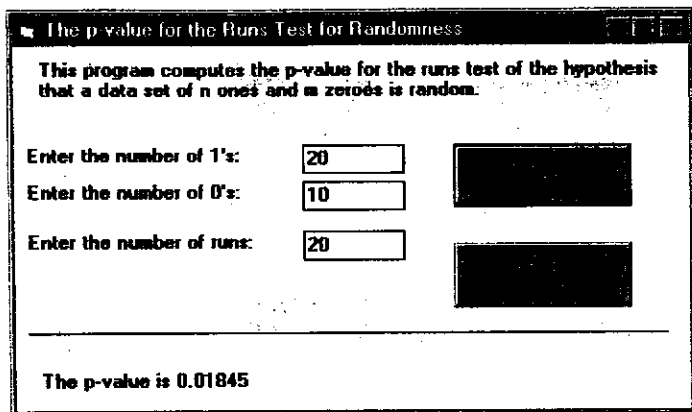 The p-value for the Runs Test for Randomness
This program computes the p-value for the runs test of the hypothesis
that a data set of n ones and m zeroes is random.
Enter the number of 1's: 20
Enter the number of 0's: 10
Enter the number of runs: 20
The p-value is 0.01845